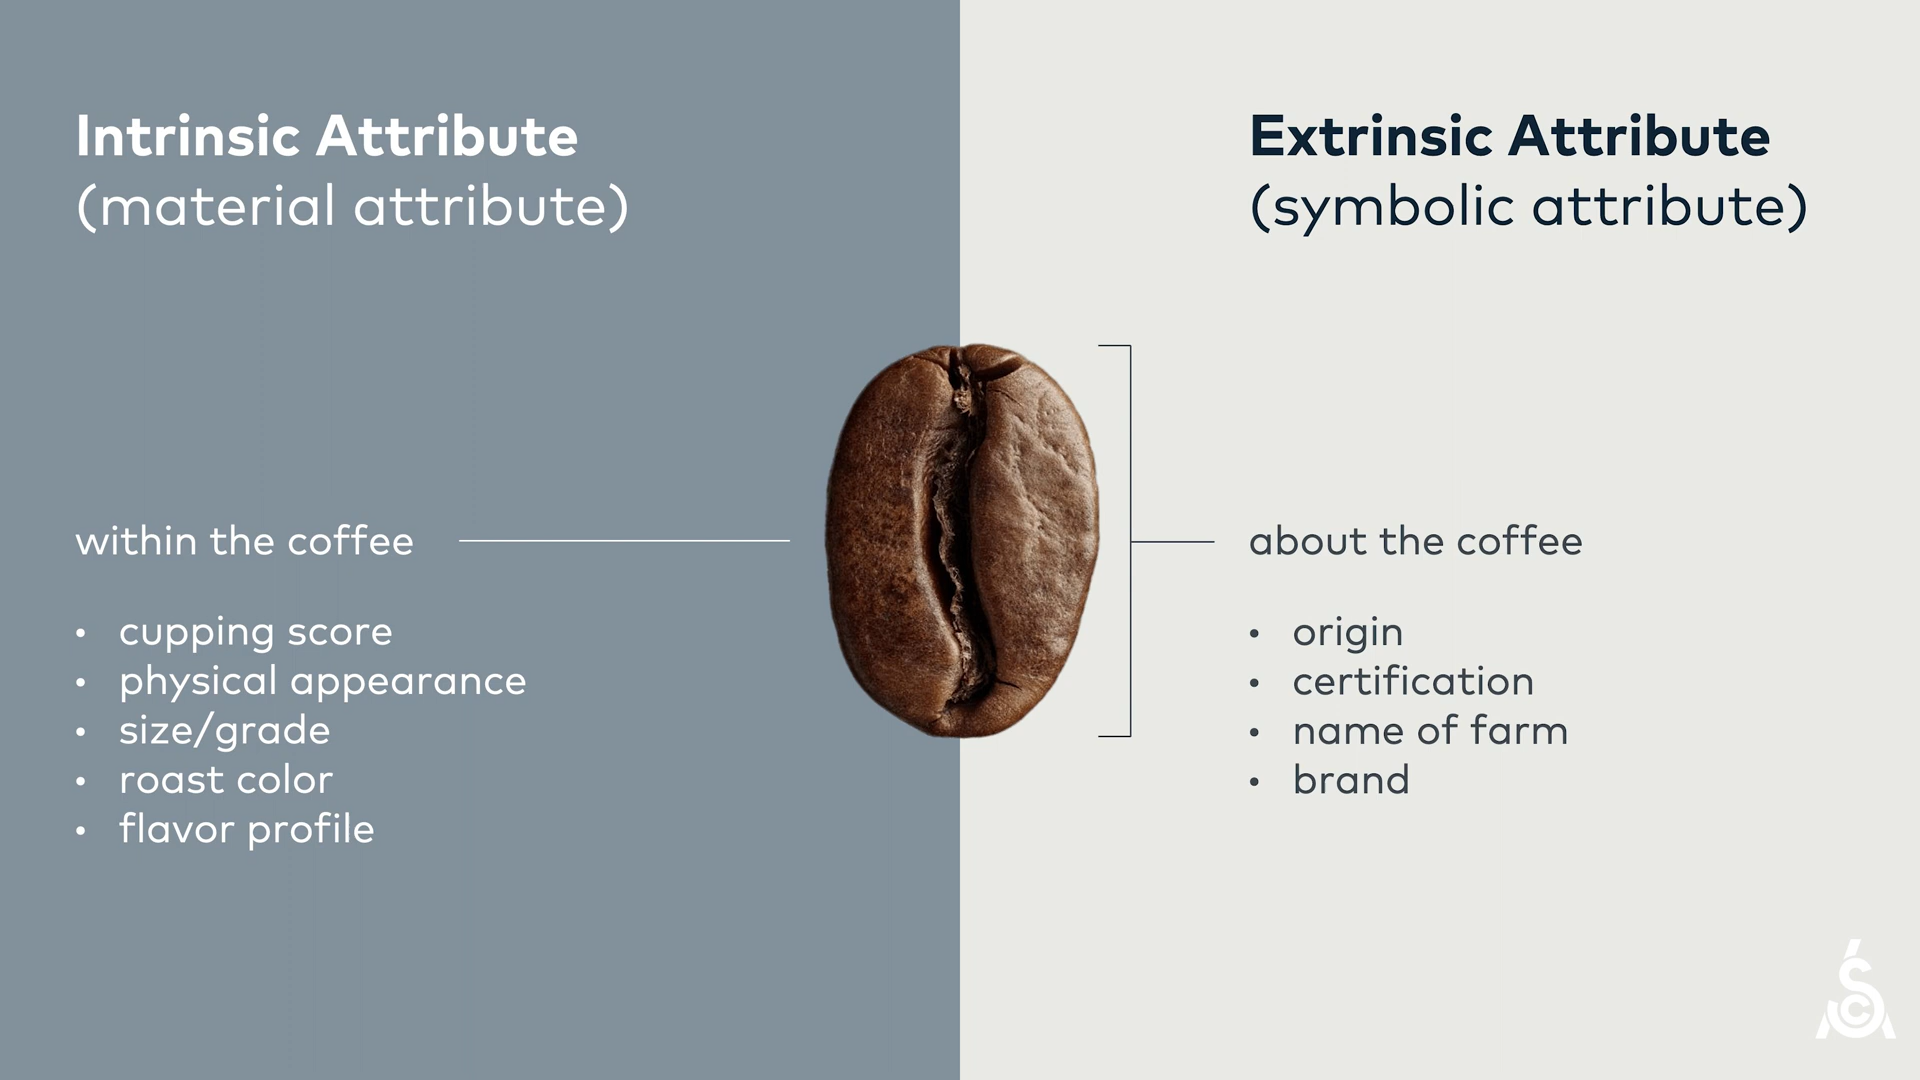 Intrinsic Attribute
(material attribute)
within the coffee
• cupping score
• physical appearance
• size/grade
• roast color
• flavor profile
Extrinsic Attribute
(symbolic attribute)
about the coffee
• origin
• certification
• name of farm
• brand
SCA